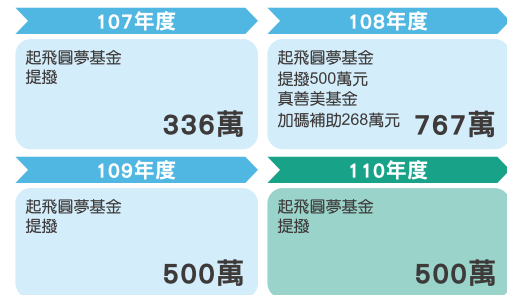 107年度
起飛圓夢基金
提撥
336萬
108年度
起飛圓夢基金
提撥500萬元
真善美基金
加碼補助268萬元
767萬
109年度
起飛圓夢基金
提撥
500萬
110年度
起飛圓夢基金
提撥
500萬